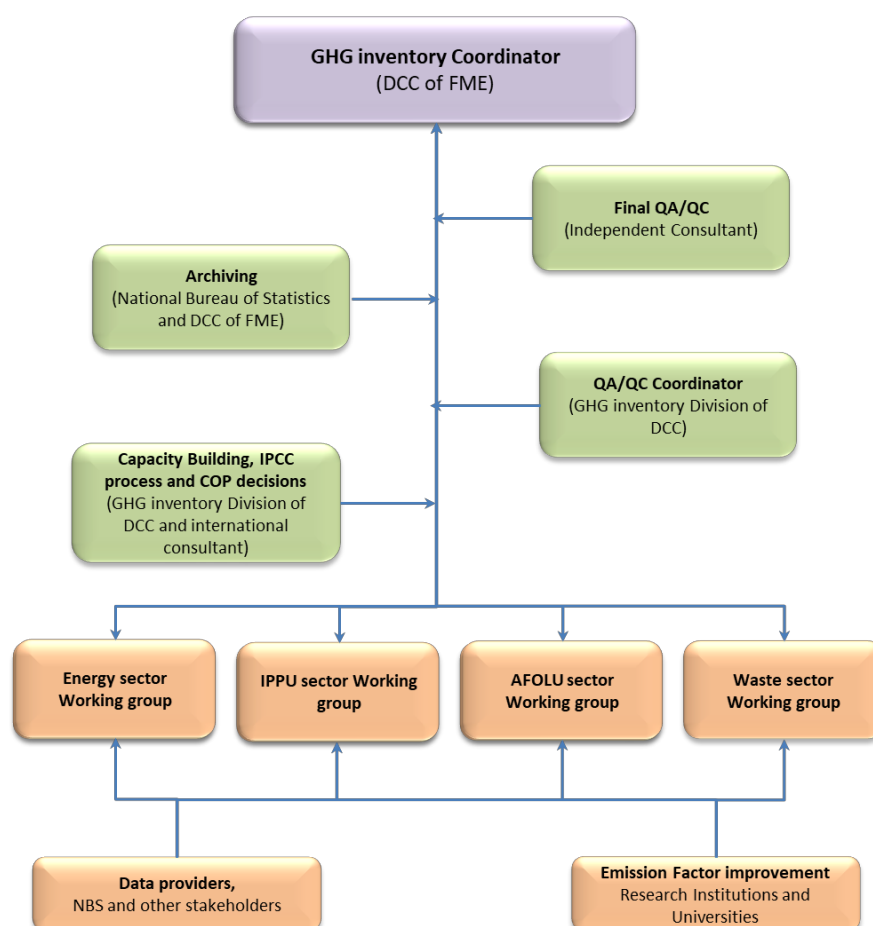 GHG inventory Coordinator
(DCC of FME)
Final QA/QC
(Independent Consultant)
Archiving
(National Bureau of Statistics
and DCC of FME)
QA/QC Coordinator
(GHG inventory Division of
DCC)
Capacity Building, IPCC
process and COP decisions
(GHG inventory Division of
DCC and international
consultant)
Energy sector
Working group
IPPU sector Working
group
AFOLU sector
Working group
Waste sector
Working group
Data providers,
NBS and other stakeholders
Emission Factor improvement
Research Institutions and
Universities